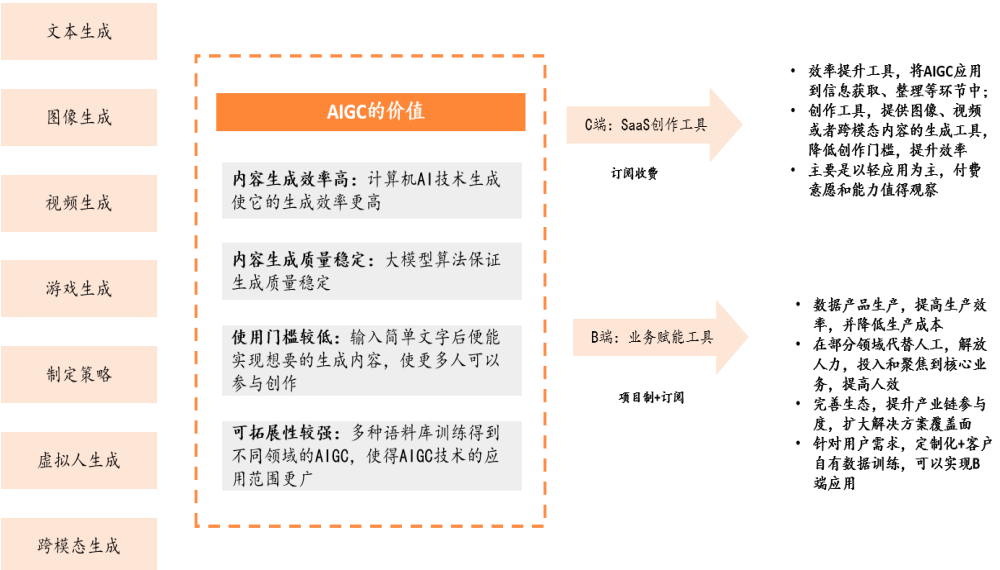 文本生成
图像生成
视频生成
游戏生成
制定策略
虚拟人生成
跨模态生成
AIGC的价值
内容生成效率高：计算机AI技术生成
使它的生成效率更高
内容生成质量稳定：大模型算法保证
生成质量稳定
使用门槛较低：输入简单文字后便能
实现想要的生成内容，使更多人可以
参与创作
可拓展性较强：多种语料库训练得到
不同领域的AIGC，使得AIGC技术的应
用范围更广
C端：SaaS创作工具
订阅收费
• 效率提升工具，将AIGC应用
到信息获取、整理等环节中；
• 创作工具，提供图像、视频
或者跨模态内容的生成工具，
降低创作门槛，提升效率
• 主要是以轻应用为主，付费
意愿和能力值得观察
B端：业务赋能工具
项目制+订阅
• 数据产品生产，提高生产效
率，并降低生产成本
• 在部分领域代替人工，解放
人力，投入和聚焦到核心业
务，提高人效
• 完善生态，提升产业链参与
度，扩大解决方案覆盖面
• 针对用户需求，定制化+客户
自有数据训练，可以实现B
端应用